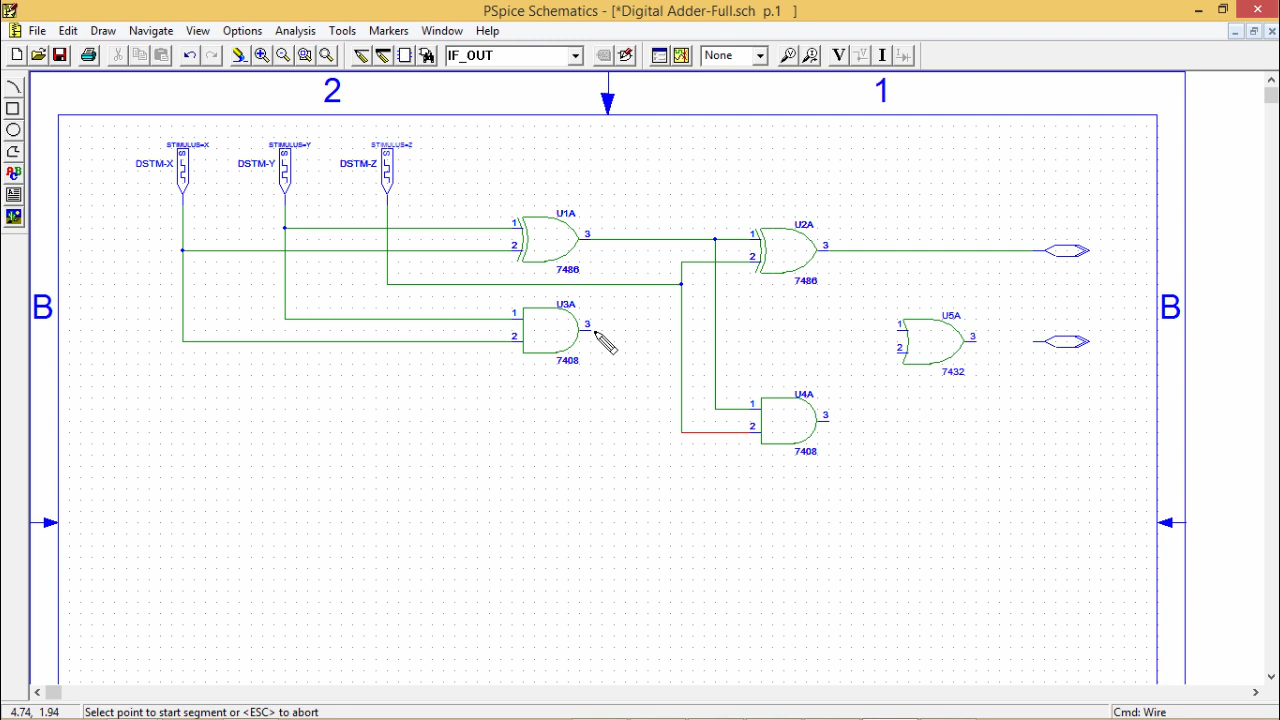 PSpice Schematics - [*Digital Adder-Full.sch p.1 ]
File Edit Draw Navigate View Options Analysis Tools Markers Window Help
IF_OUT None V I
ABC
2 1
STIMULUS=X STIMULUS=Y STIMULUS=Z
DSTM-X S DSTM-Y S DSTM-Z S
U1A
1 2 3
7486
U2A
1 2 3
7486
B B
U3A
1 2 3
7408
U5A
1 2 3
7432
U4A
1 2 3
7408
4.74, 1.94 Select point to start segment or <ESC> to abort Cmd: Wire